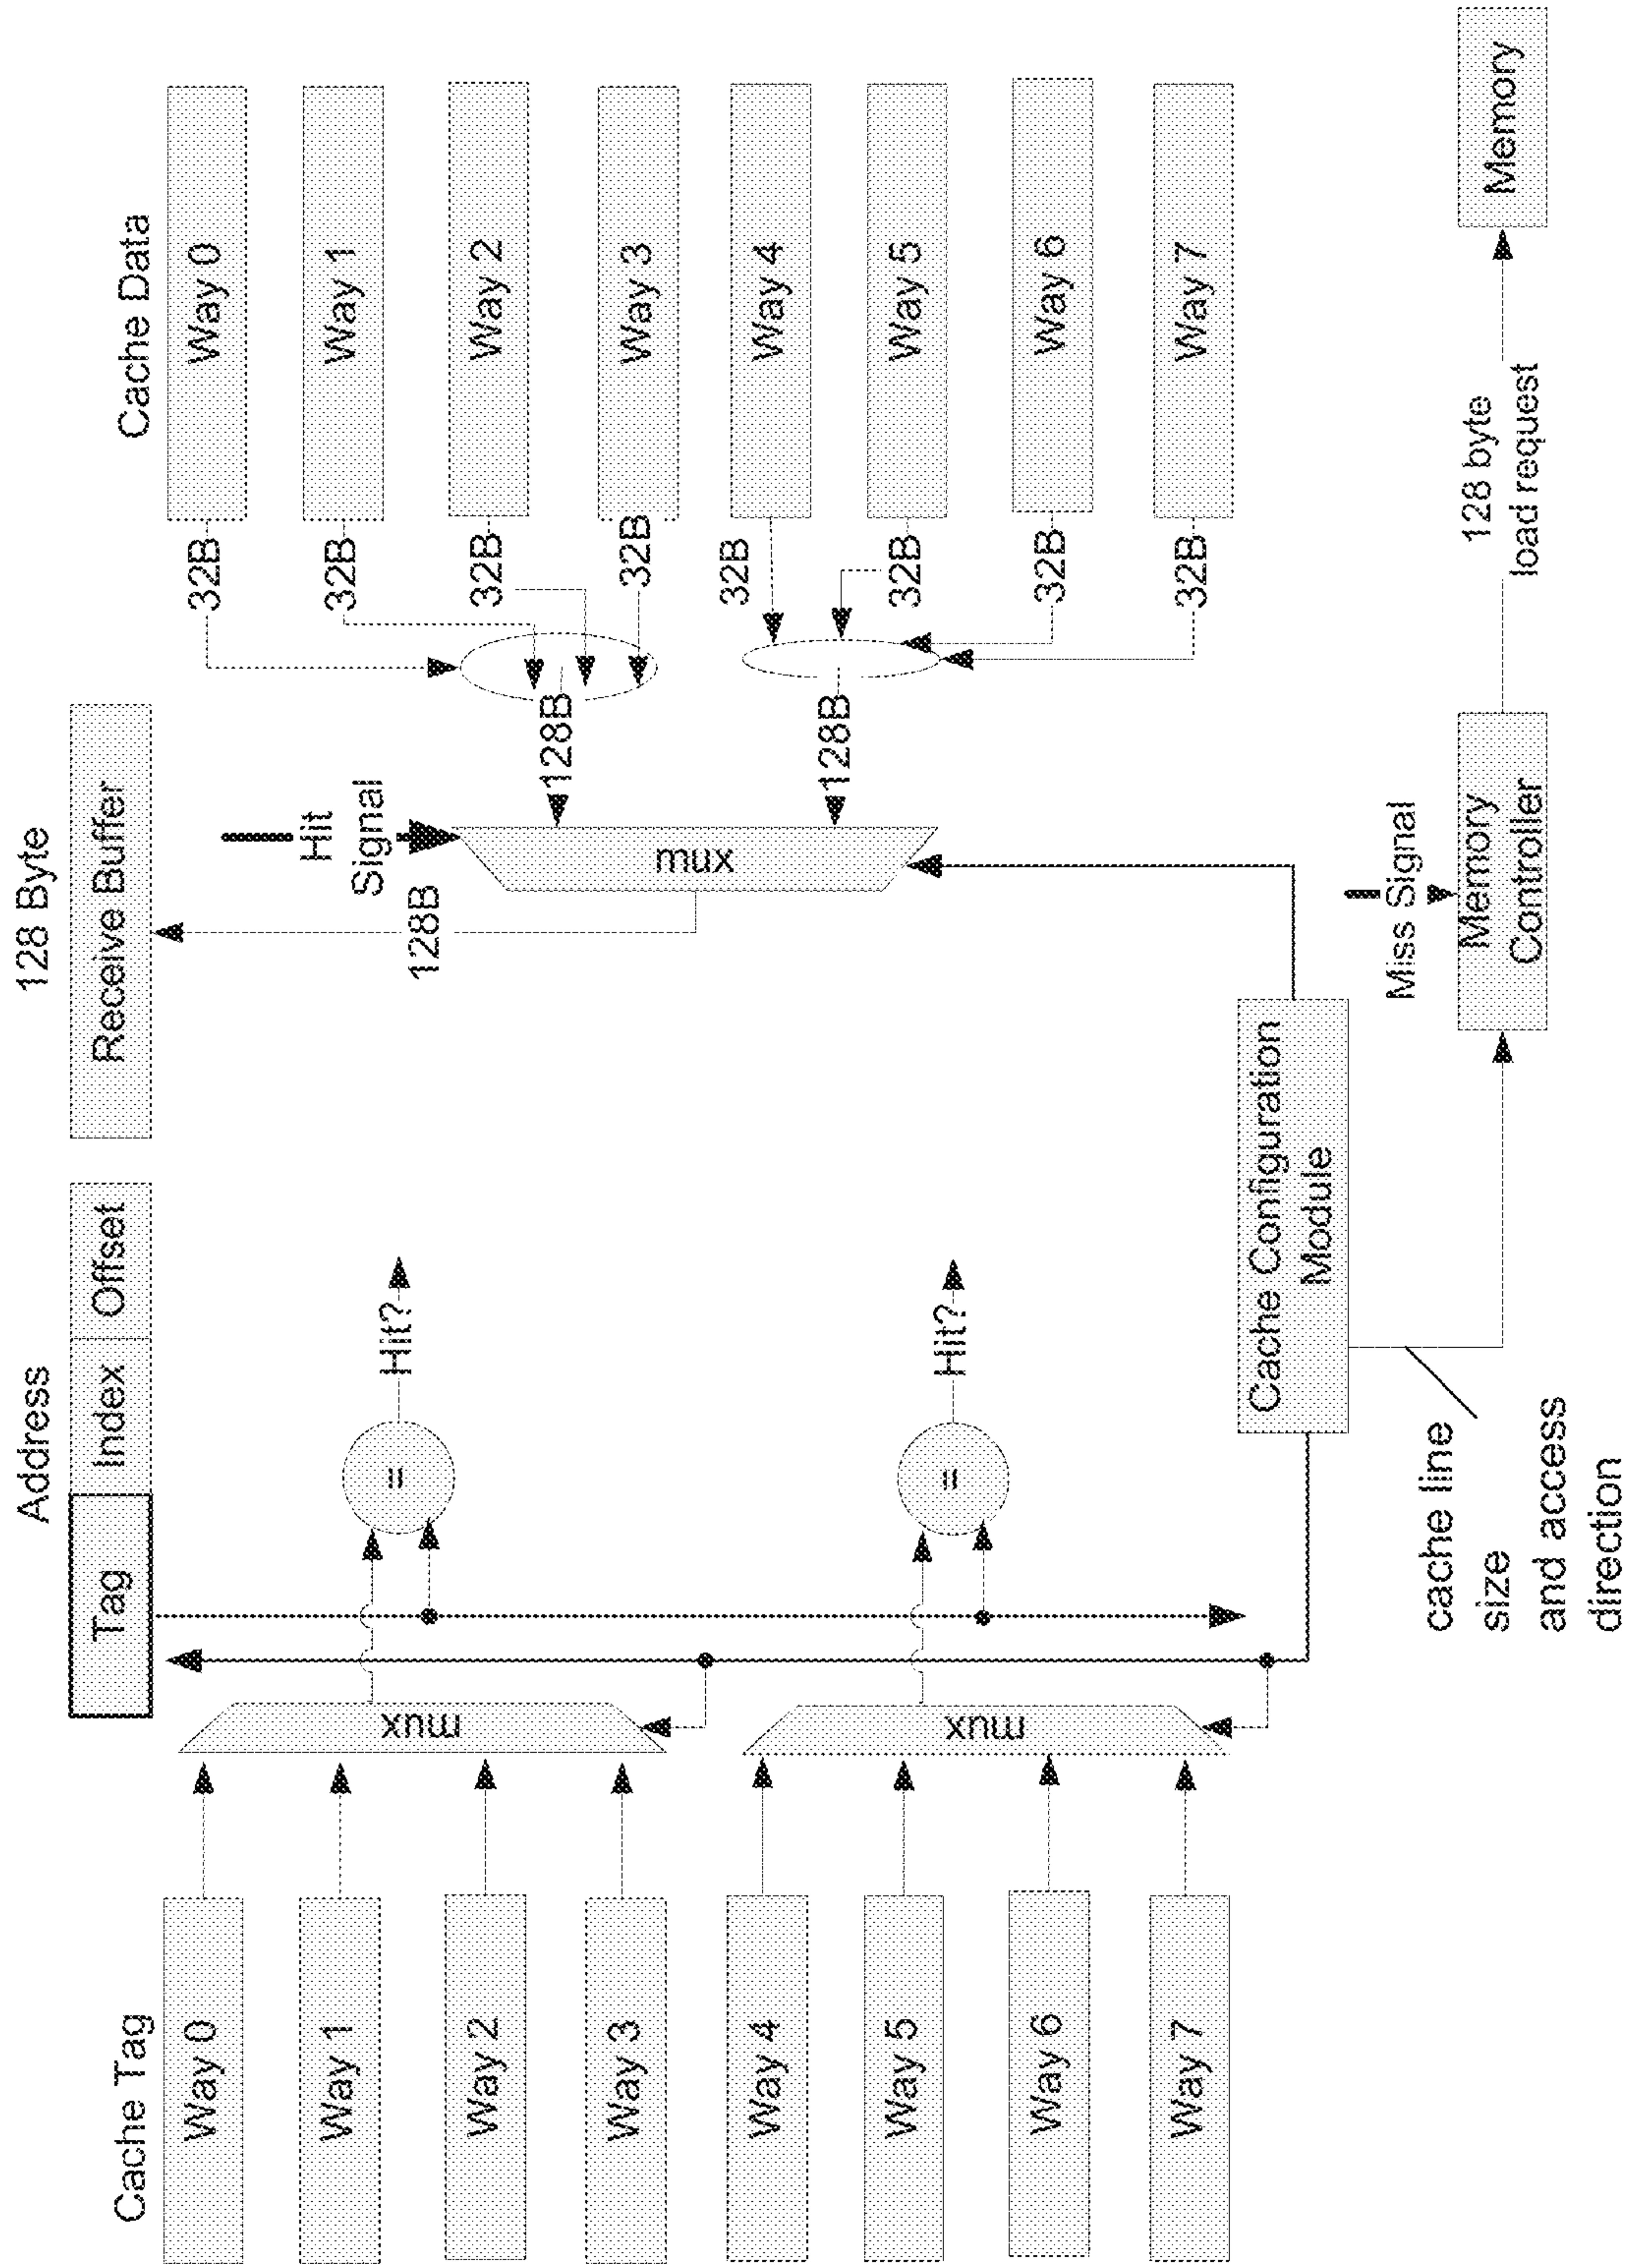 Address
128 Byte
Tag
Index
Offset
Receive Buffer
Cache Tag
Cache Data
Way 0
Way 1
Way 2
Way 3
Way 4
Way 5
Way 6
Way 7
mux
mux
=
=
Hit?
Hit?
128B
Hit
Signal
mux
128B
128B
32B
32B
32B
32B
32B
32B
32B
32B
Way 0
Way 1
Way 2
Way 3
Way 4
Way 5
Way 6
Way 7
Cache Configuration
Module
cache line
size
and access
direction
Miss Signal
Memory
Controller
128 byte
load request
Memory